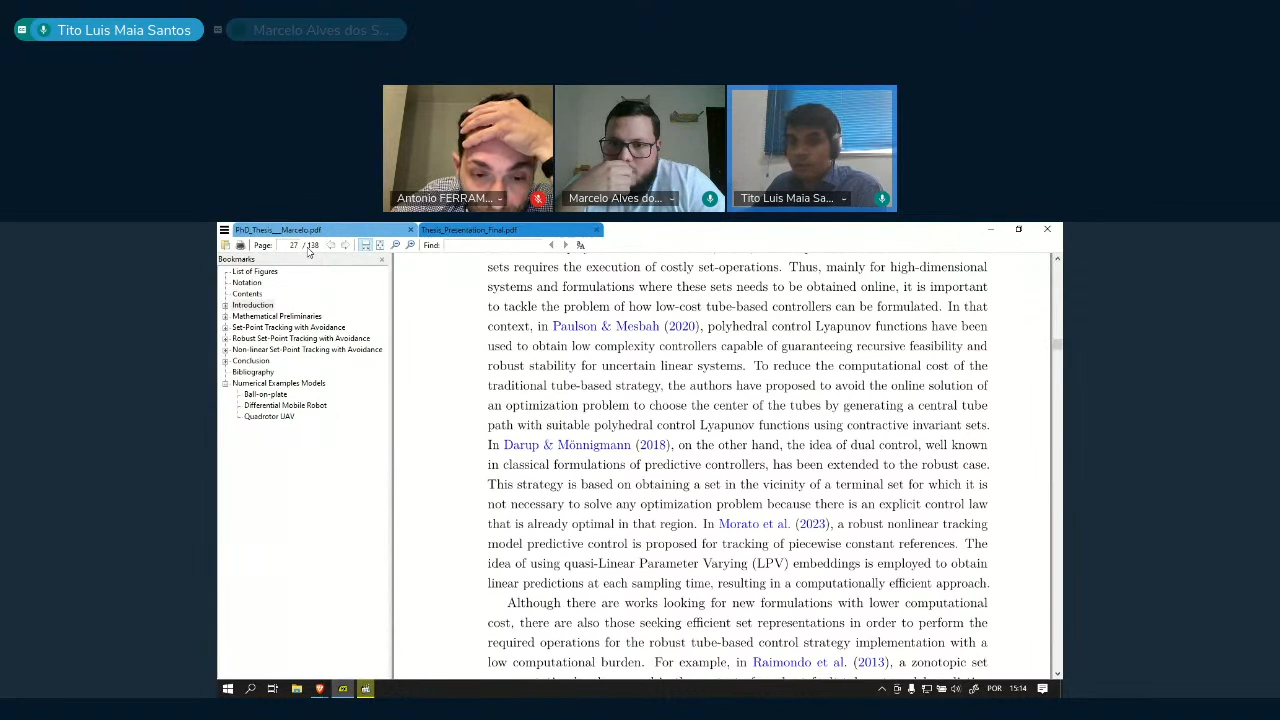 Tito Luis Maia Santos
Marcelo Alves dos S...
Antonio FERRAM...
Marcelo Alves do...
Tito Luis Maia Sa...
PhD_Thesis__Marcelo.pdf
Thesis_Presentation_Final.pdf
Page: 27 / 138
Find:
Bookmarks
List of Figures
Notation
Contents
Introduction
Mathematical Preliminaries
Set-Point Tracking with Avoidance
Robust Set-Point Tracking with Avoidance
Non-linear Set-Point Tracking with Avoidance
Conclusion
Bibliography
Numerical Examples Models
Ball-on-plate
Differential Mobile Robot
Quadrotor UAV
sets requires the execution of costly set-operations. Thus, mainly for high-dimensional
systems and formulations where these sets needs to be obtained online, it is important
to tackle the problem of how low-cost tube-based controllers can be formulated. In that
context, in Paulson & Mesbah (2020), polyhedral control Lyapunov functions have been
used to obtain low complexity controllers capable of guaranteeing recursive feasibility and
robust stability for uncertain linear systems. To reduce the computational cost of the
traditional tube-based strategy, the authors have proposed to avoid the online solution of
an optimization problem to choose the center of the tubes by generating a central tube
path with suitable polyhedral control Lyapunov functions using contractive invariant sets.
In Darup & Mönnigmann (2018), on the other hand, the idea of dual control, well known
in classical formulations of predictive controllers, has been extended to the robust case.
This strategy is based on obtaining a set in the vicinity of a terminal set for which it is
not necessary to solve any optimization problem because there is an explicit control law
that is already optimal in that region. In Morato et al. (2023), a robust nonlinear tracking
model predictive control is proposed for tracking of piecewise constant references. The
idea of using quasi-Linear Parameter Varying (LPV) embeddings is employed to obtain
linear predictions at each sampling time, resulting in a computationally efficient approach.
Although there are works looking for new formulations with lower computational
cost, there are also those seeking efficient set representations in order to perform the
required operations for the robust tube-based control strategy implementation with a
low computational burden. For example, in Raimondo et al. (2013), a zonotopic set
POR 15:14